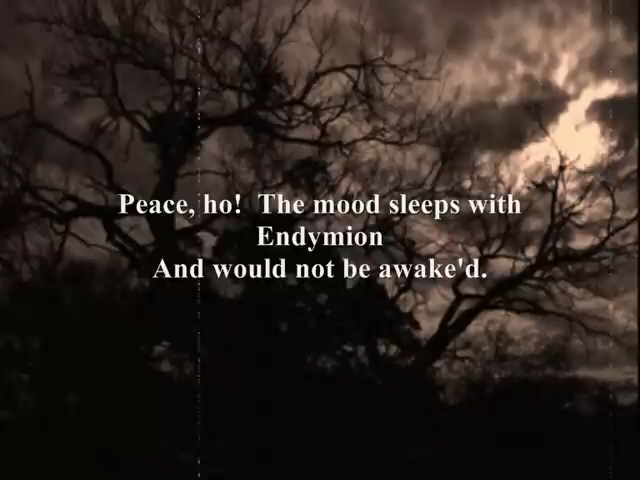 Peace, ho!  The mood sleeps with
Endymion
And would not be awake'd.